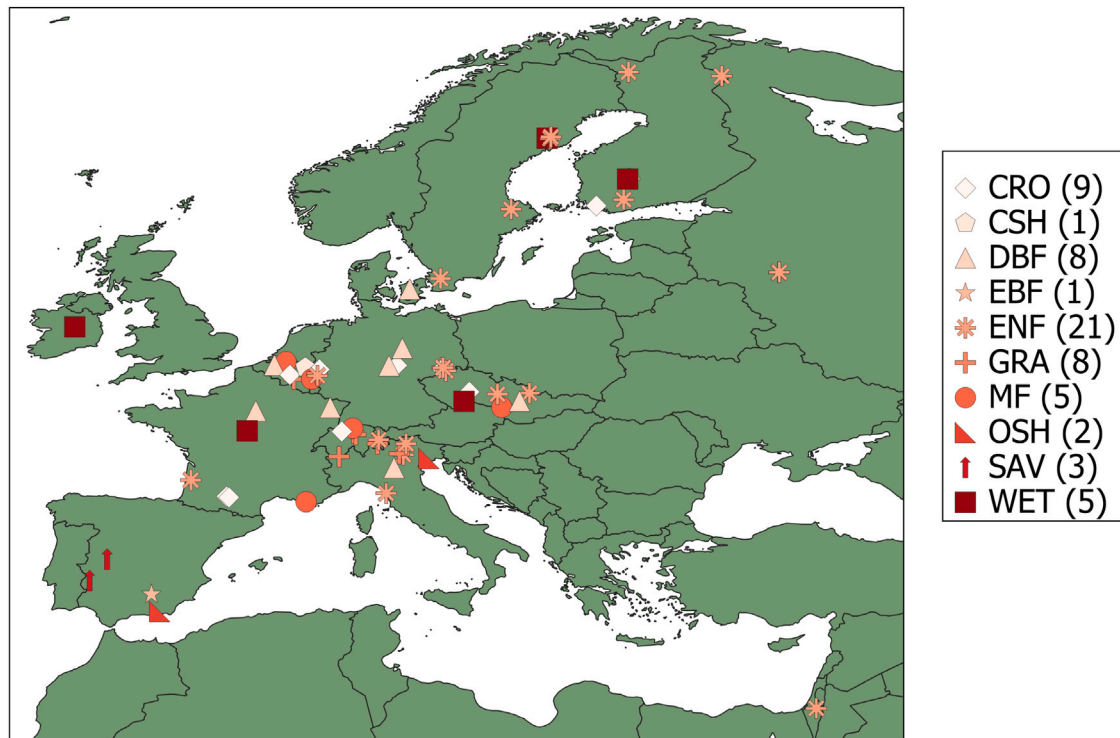 CRO (9)
CSH (1)
DBF (8)
EBF (1)
ENF (21)
GRA (8)
MF (5)
OSH (2)
SAV (3)
WET (5)